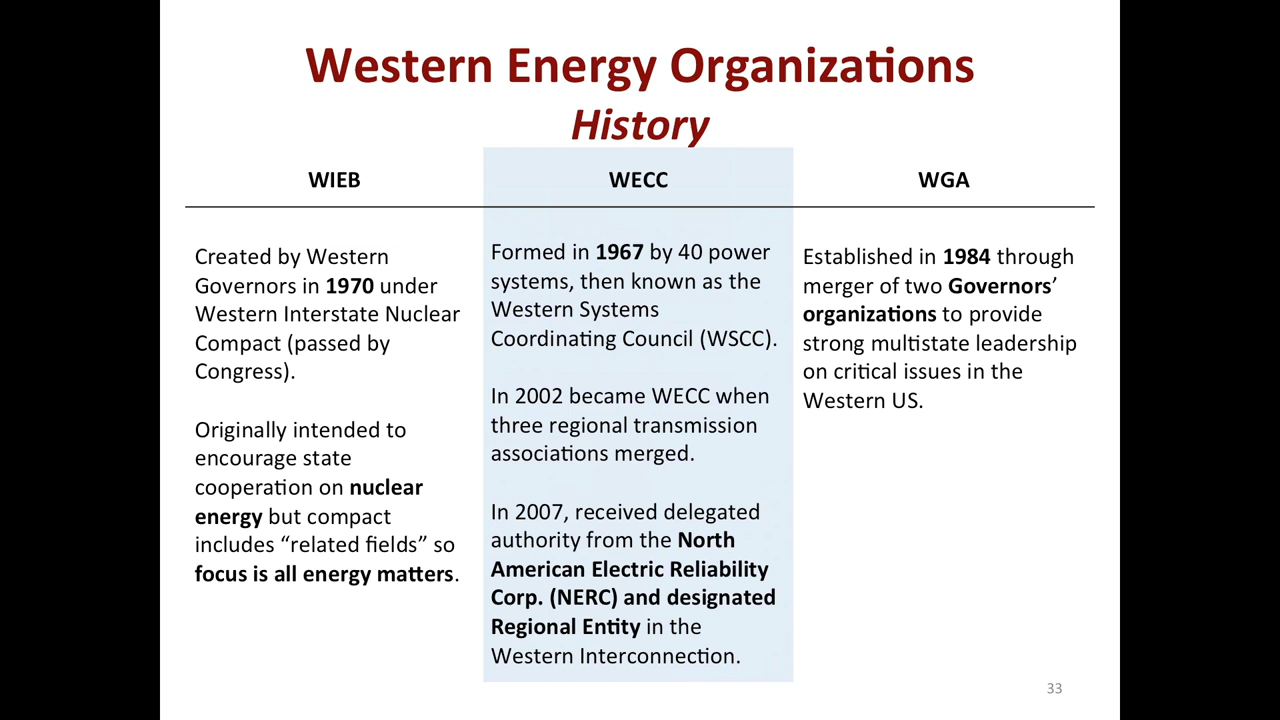 Western Energy Organizations
History
WIEB
Created by Western
Governors in 1970 under
Western Interstate Nuclear
Compact (passed by
Congress).
Originally intended to
encourage state
cooperation on nuclear
energy but compact
includes “related fields” so
focus is all energy matters.
WECC
Formed in 1967 by 40 power
systems, then known as the
Western Systems
Coordinating Council (WSCC).
In 2002 became WECC when
three regional transmission
associations merged.
In 2007, received delegated
authority from the North
American Electric Reliability
Corp. (NERC) and designated
Regional Entity in the
Western Interconnection.
WGA
Established in 1984 through
merger of two Governors’
organizations to provide
strong multistate leadership
on critical issues in the
Western US.
33